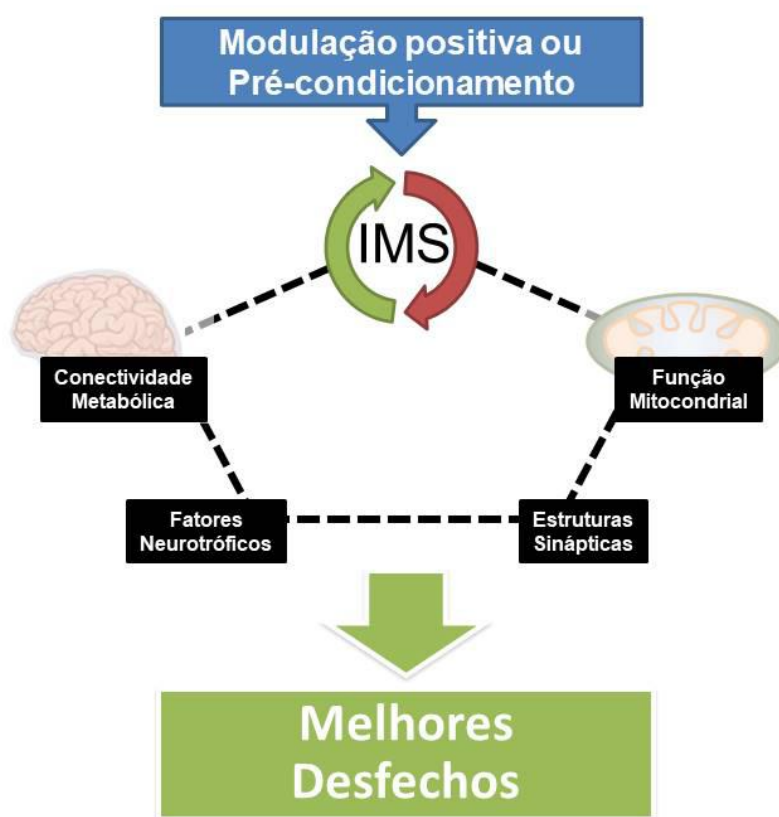 Modulação positiva ou
Pré-condicionamento
IMS
Conectividade
Metabólica
Função
Mitocondrial
Fatores
Neurotróficos
Estruturas
Sinápticas
Melhores
Desfechos